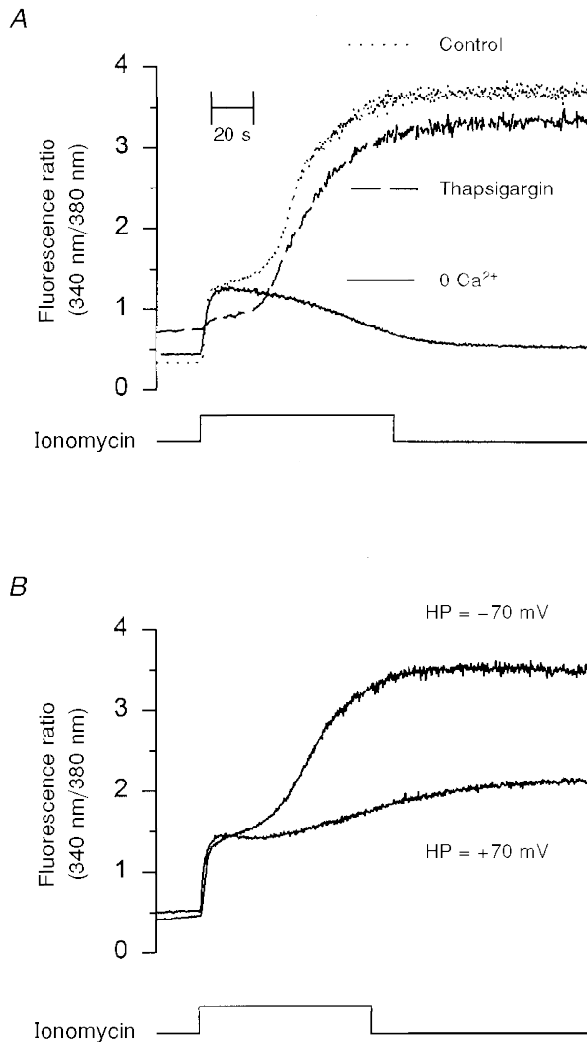 A
Control
4
20 s
3
Fluorescence ratio
(340 nm/380 nm)
Thapsigargin
2
0 Ca²⁺
1
0
Ionomycin
B
HP = −70 mV
4
3
Fluorescence ratio
(340 nm/380 nm)
2
HP = +70 mV
1
0
Ionomycin